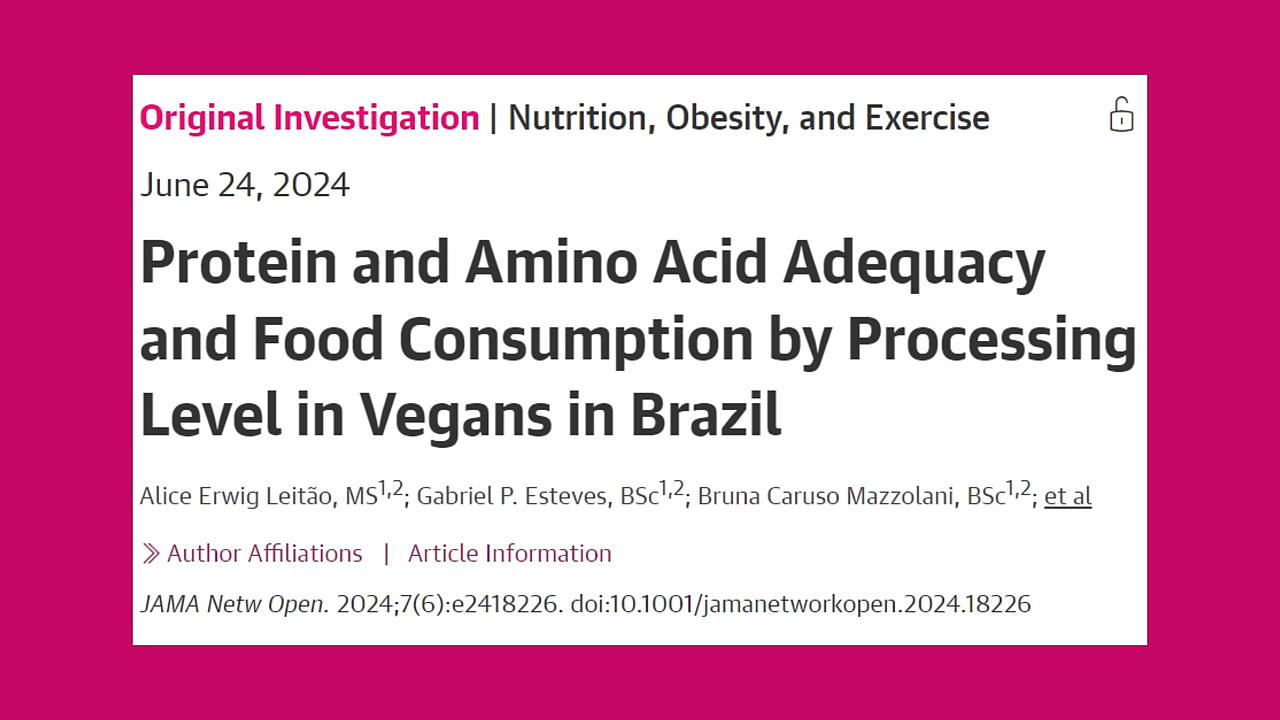 Original Investigation | Nutrition, Obesity, and Exercise
June 24, 2024
Protein and Amino Acid Adequacy
and Food Consumption by Processing
Level in Vegans in Brazil
Alice Erwig Leitão, MS1,2; Gabriel P. Esteves, BSc1,2; Bruna Caruso Mazzolani, BSc1,2; et al
Author Affiliations | Article Information
JAMA Netw Open. 2024;7(6):e2418226. doi:10.1001/jamanetworkopen.2024.18226